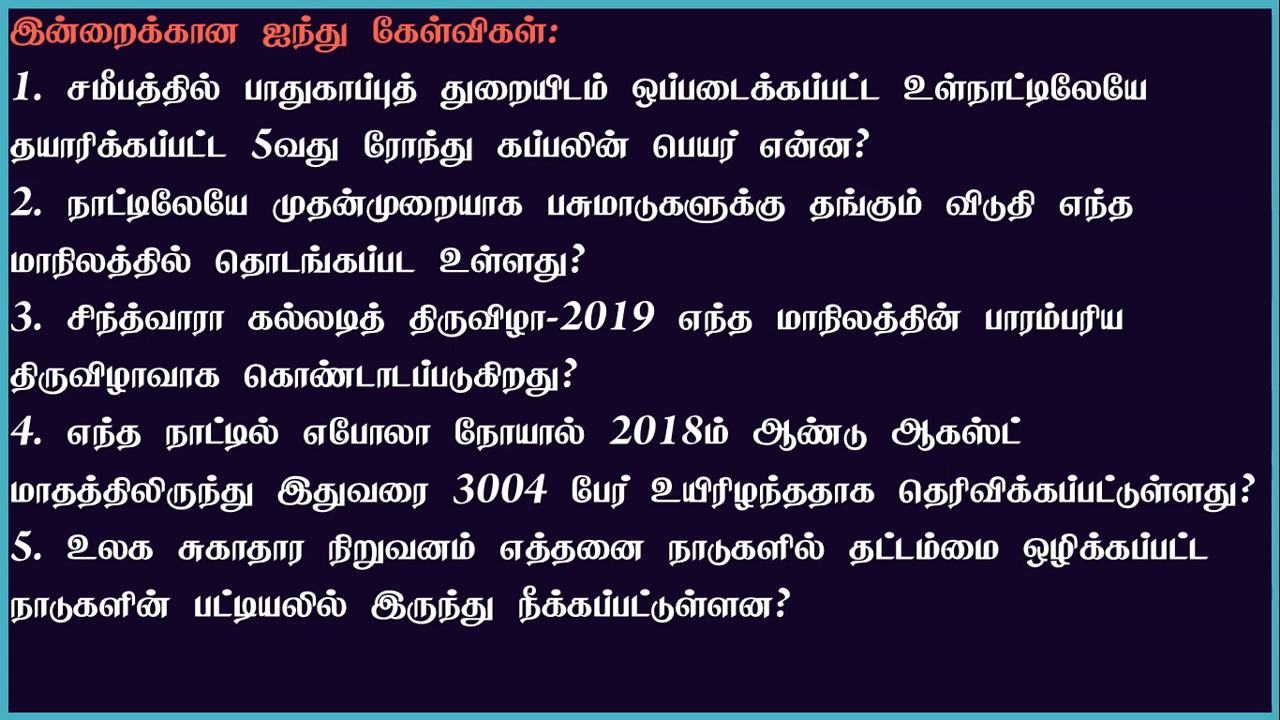 இன்றைக்கான ஐந்து கேள்விகள்:
1. சமீபத்தில் பாதுகாப்புத் துறையிடம் ஒப்படைக்கப்பட்ட உள்நாட்டிலேயே
தயாரிக்கப்பட்ட 5வது ரோந்து கப்பலின் பெயர் என்ன?
2. நாட்டிலேயே முதன்முறையாக பசுமாடுகளுக்கு தங்கும் விடுதி எந்த
மாநிலத்தில் தொடங்கப்பட உள்ளது?
3. சிந்த்வாரா கல்லடித் திருவிழா-2019 எந்த மாநிலத்தின் பாரம்பரிய
திருவிழாவாக கொண்டாடப்படுகிறது?
4. எந்த நாட்டில் எபோலா நோயால் 2018ம் ஆண்டு ஆகஸ்ட்
மாதத்திலிருந்து இதுவரை 3004 பேர் உயிரிழந்ததாக தெரிவிக்கப்பட்டுள்ளது?
5. உலக சுகாதார நிறுவனம் எத்தனை நாடுகளில் தட்டம்மை ஒழிக்கப்பட்ட
நாடுகளின் பட்டியலில் இருந்து நீக்கப்பட்டுள்ளன?